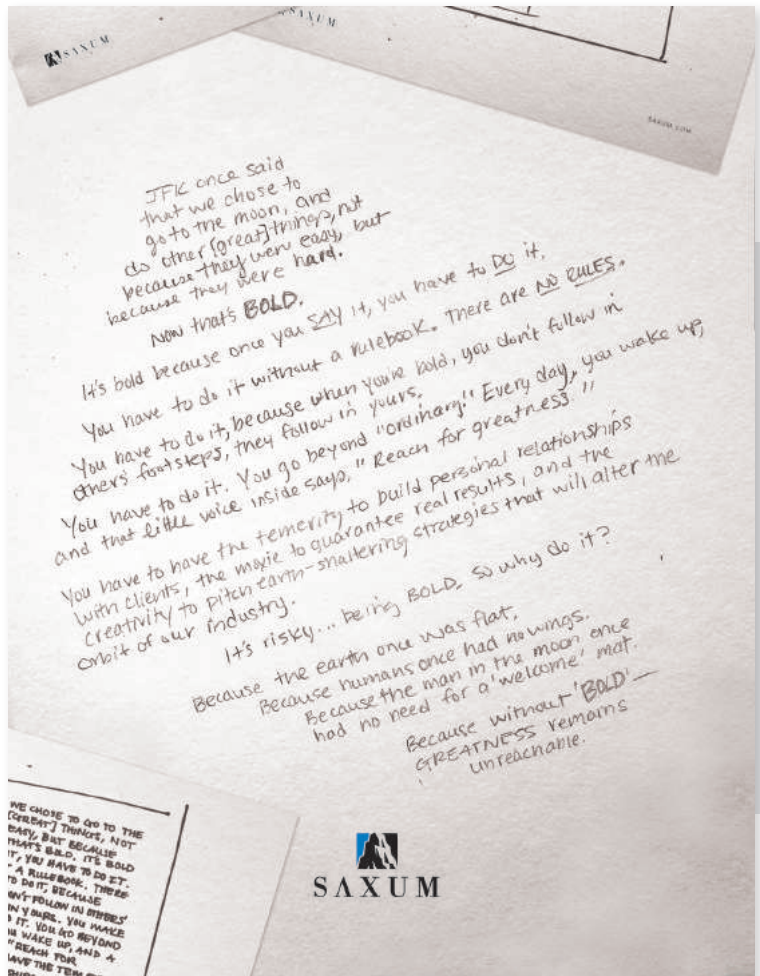 SAXUM
SAXUM
SAXUM.COM
JFK once said
that we chose to
go to the moon, and
do other [great] things, not
because they were easy, but
because they were hard.
Now that's BOLD.
It's bold because once you SAY it, you have to DO it.
You have to do it without a rulebook. There are NO RULES.
You have to do it, because when you're bold, you don't follow in
others footsteps, they follow in yours.
You have to do it. You go beyond "ordinary." Every day, you wake up,
and that little voice inside says, "Reach for greatness."
You have to have the temerity to build personal relationships
with clients, the moxie to guarantee real results, and the
creativity to pitch earth-shattering strategies that will alter the
orbit of our industry.
It's risky... being BOLD. So why do it?
Because the earth once was flat.
Because humans once had no wings.
Because the man in the moon once
had no need for a 'welcome' mat.
Because without 'BOLD'—
GREATNESS remains
unreachable.
WE CHOSE TO GO TO THE
[GREAT] THINGS, NOT
EASY, BUT BECAUSE
THAT'S BOLD. IT'S BOLD
IT, YOU HAVE TO DO IT.
A RULEBOOK. THERE
TO DO IT, BECAUSE
DON'T FOLLOW IN OTHERS'
IN YOURS. YOU MAKE
DO IT. YOU GO BEYOND
YOU WAKE UP, AND A
"REACH FOR
HAVE THE
SAXUM